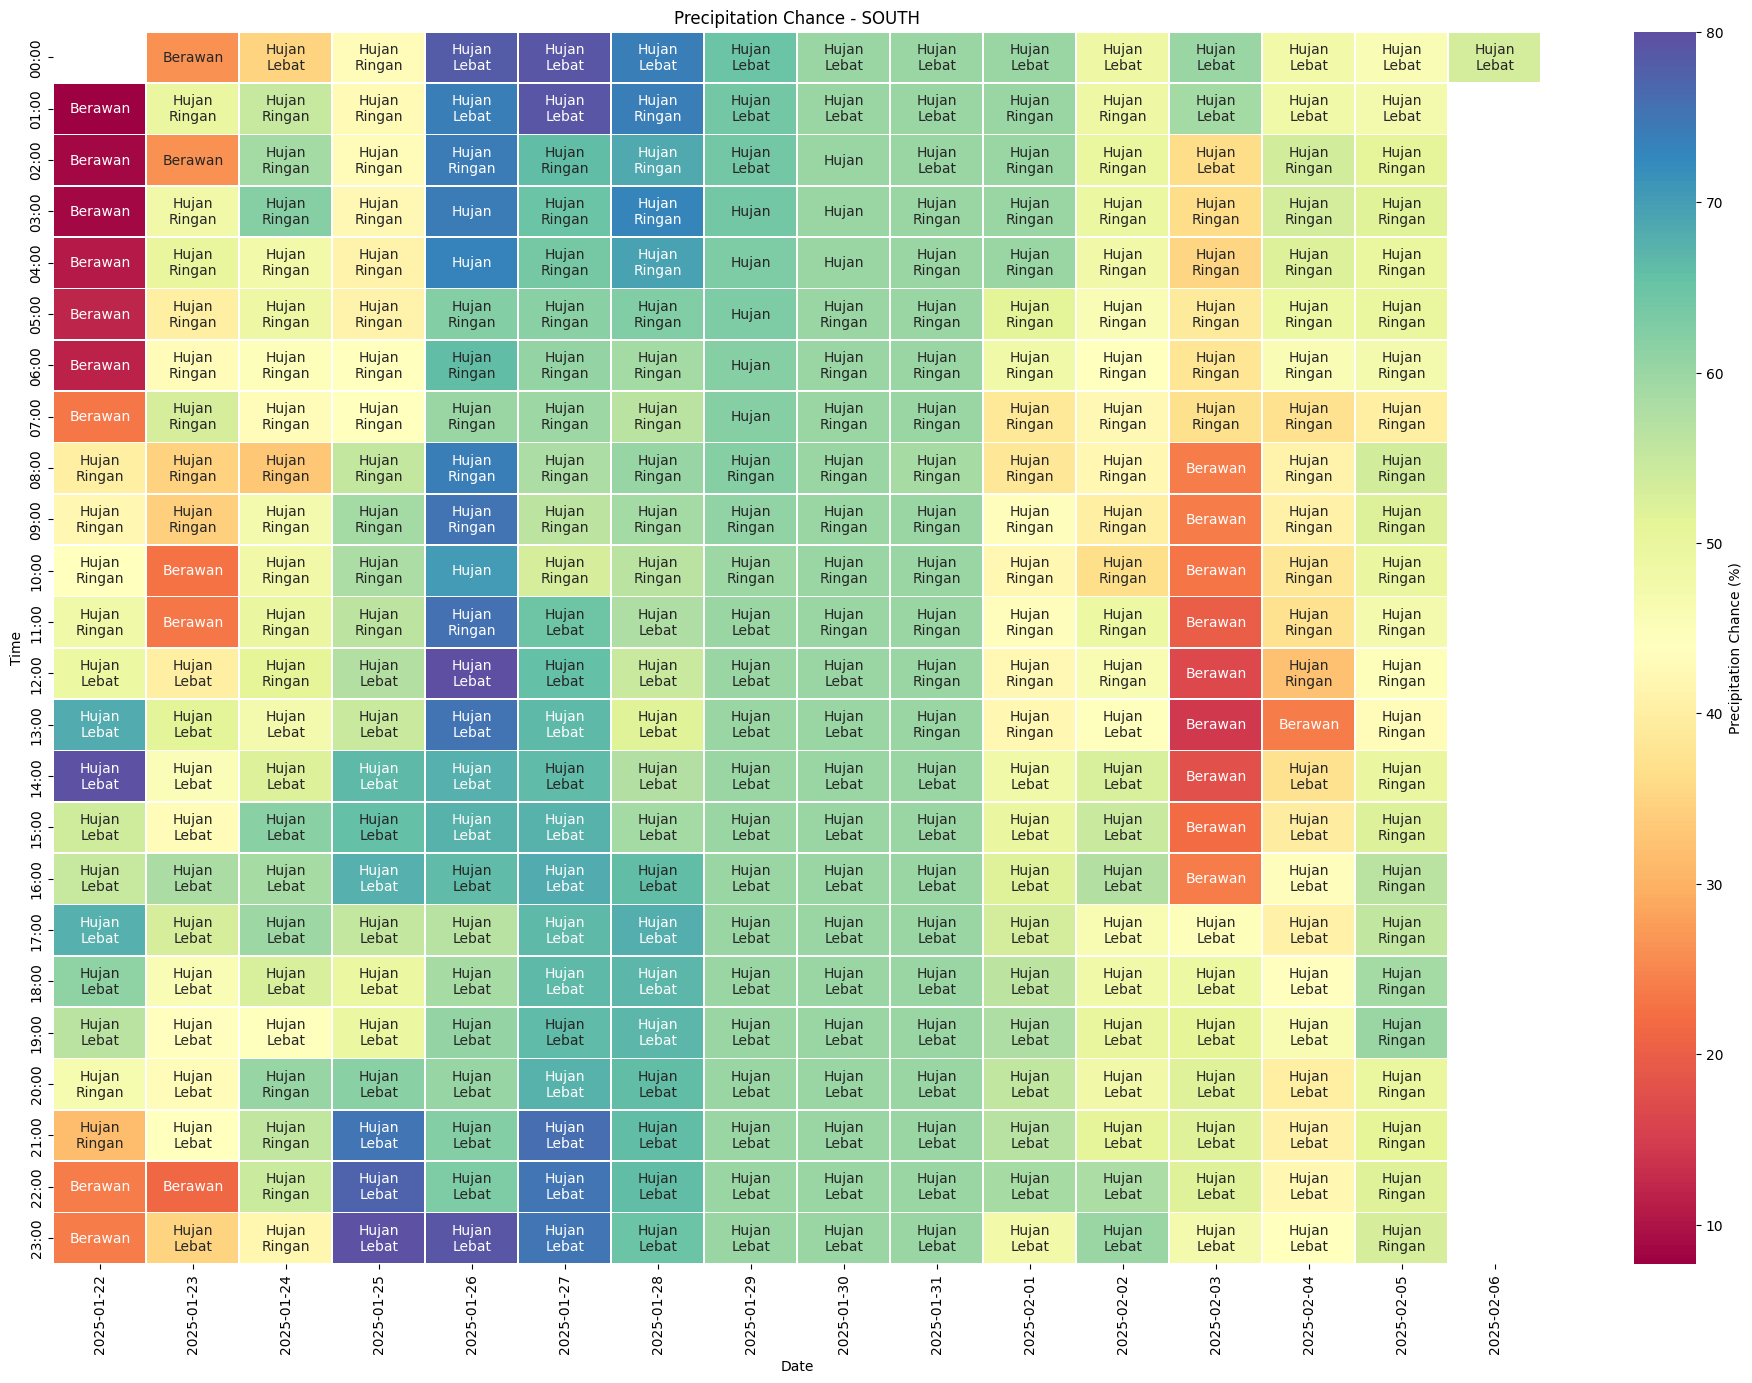 Precipitation Chance - SOUTH
00:00 Berawan Hujan Lebat Hujan Ringan Hujan Lebat Hujan Lebat Hujan Lebat Hujan Lebat Hujan Lebat Hujan Lebat Hujan Lebat Hujan Lebat Hujan Lebat Hujan Lebat Hujan Lebat Hujan Lebat
01:00 Berawan Hujan Ringan Hujan Ringan Hujan Ringan Hujan Lebat Hujan Lebat Hujan Ringan Hujan Lebat Hujan Lebat Hujan Lebat Hujan Ringan Hujan Ringan Hujan Lebat Hujan Lebat Hujan Lebat
02:00 Berawan Berawan Hujan Ringan Hujan Ringan Hujan Ringan Hujan Ringan Hujan Ringan Hujan Lebat Hujan Hujan Lebat Hujan Ringan Hujan Ringan Hujan Lebat Hujan Ringan Hujan Ringan
03:00 Berawan Hujan Ringan Hujan Ringan Hujan Ringan Hujan Hujan Ringan Hujan Ringan Hujan Hujan Hujan Ringan Hujan Ringan Hujan Ringan Hujan Ringan Hujan Ringan Hujan Ringan
04:00 Berawan Hujan Ringan Hujan Ringan Hujan Ringan Hujan Hujan Ringan Hujan Ringan Hujan Hujan Hujan Ringan Hujan Ringan Hujan Ringan Hujan Ringan Hujan Ringan Hujan Ringan
05:00 Berawan Hujan Ringan Hujan Ringan Hujan Ringan Hujan Ringan Hujan Ringan Hujan Ringan Hujan Hujan Ringan Hujan Ringan Hujan Ringan Hujan Ringan Hujan Ringan Hujan Ringan Hujan Ringan
06:00 Berawan Hujan Ringan Hujan Ringan Hujan Ringan Hujan Ringan Hujan Ringan Hujan Ringan Hujan Hujan Ringan Hujan Ringan Hujan Ringan Hujan Ringan Hujan Ringan Hujan Ringan Hujan Ringan
07:00 Berawan Hujan Ringan Hujan Ringan Hujan Ringan Hujan Ringan Hujan Ringan Hujan Ringan Hujan Hujan Ringan Hujan Ringan Hujan Ringan Hujan Ringan Hujan Ringan Hujan Ringan Hujan Ringan
08:00 Hujan Ringan Hujan Ringan Hujan Ringan Hujan Ringan Hujan Ringan Hujan Ringan Hujan Ringan Hujan Ringan Hujan Ringan Hujan Ringan Hujan Ringan Hujan Ringan Berawan Hujan Ringan Hujan Ringan
09:00 Hujan Ringan Hujan Ringan Hujan Ringan Hujan Ringan Hujan Ringan Hujan Ringan Hujan Ringan Hujan Ringan Hujan Ringan Hujan Ringan Hujan Ringan Hujan Ringan Berawan Hujan Ringan Hujan Ringan
10:00 Hujan Ringan Berawan Hujan Ringan Hujan Ringan Hujan Hujan Ringan Hujan Ringan Hujan Ringan Hujan Ringan Hujan Ringan Hujan Ringan Hujan Ringan Berawan Hujan Ringan Hujan Ringan
11:00 Hujan Ringan Berawan Hujan Ringan Hujan Ringan Hujan Ringan Hujan Lebat Hujan Lebat Hujan Lebat Hujan Ringan Hujan Ringan Hujan Ringan Hujan Ringan Berawan Hujan Ringan Hujan Ringan
12:00 Hujan Lebat Hujan Lebat Hujan Ringan Hujan Lebat Hujan Lebat Hujan Lebat Hujan Lebat Hujan Lebat Hujan Lebat Hujan Ringan Hujan Ringan Hujan Ringan Berawan Hujan Ringan Hujan Ringan
13:00 Hujan Lebat Hujan Lebat Hujan Lebat Hujan Lebat Hujan Lebat Hujan Lebat Hujan Lebat Hujan Lebat Hujan Lebat Hujan Ringan Hujan Ringan Hujan Lebat Berawan Berawan Hujan Ringan
14:00 Hujan Lebat Hujan Lebat Hujan Lebat Hujan Lebat Hujan Lebat Hujan Lebat Hujan Lebat Hujan Lebat Hujan Lebat Hujan Lebat Hujan Lebat Hujan Lebat Berawan Hujan Lebat Hujan Ringan
15:00 Hujan Lebat Hujan Lebat Hujan Lebat Hujan Lebat Hujan Lebat Hujan Lebat Hujan Lebat Hujan Lebat Hujan Lebat Hujan Lebat Hujan Lebat Hujan Lebat Berawan Hujan Lebat Hujan Ringan
16:00 Hujan Lebat Hujan Lebat Hujan Lebat Hujan Lebat Hujan Lebat Hujan Lebat Hujan Lebat Hujan Lebat Hujan Lebat Hujan Lebat Hujan Lebat Hujan Lebat Berawan Hujan Lebat Hujan Ringan
17:00 Hujan Lebat Hujan Lebat Hujan Lebat Hujan Lebat Hujan Lebat Hujan Lebat Hujan Lebat Hujan Lebat Hujan Lebat Hujan Lebat Hujan Lebat Hujan Lebat Hujan Lebat Hujan Lebat Hujan Ringan
18:00 Hujan Lebat Hujan Lebat Hujan Lebat Hujan Lebat Hujan Lebat Hujan Lebat Hujan Lebat Hujan Lebat Hujan Lebat Hujan Lebat Hujan Lebat Hujan Lebat Hujan Lebat Hujan Lebat Hujan Ringan
19:00 Hujan Lebat Hujan Lebat Hujan Lebat Hujan Lebat Hujan Lebat Hujan Lebat Hujan Lebat Hujan Lebat Hujan Lebat Hujan Lebat Hujan Lebat Hujan Lebat Hujan Lebat Hujan Lebat Hujan Ringan
20:00 Hujan Ringan Hujan Lebat Hujan Ringan Hujan Lebat Hujan Lebat Hujan Lebat Hujan Lebat Hujan Lebat Hujan Lebat Hujan Lebat Hujan Lebat Hujan Lebat Hujan Lebat Hujan Lebat Hujan Ringan
21:00 Hujan Ringan Hujan Lebat Hujan Ringan Hujan Lebat Hujan Lebat Hujan Lebat Hujan Lebat Hujan Lebat Hujan Lebat Hujan Lebat Hujan Lebat Hujan Lebat Hujan Lebat Hujan Lebat Hujan Ringan
22:00 Berawan Berawan Hujan Ringan Hujan Lebat Hujan Lebat Hujan Lebat Hujan Lebat Hujan Lebat Hujan Lebat Hujan Lebat Hujan Lebat Hujan Lebat Hujan Lebat Hujan Lebat Hujan Ringan
23:00 Berawan Hujan Lebat Hujan Ringan Hujan Lebat Hujan Lebat Hujan Lebat Hujan Lebat Hujan Lebat Hujan Lebat Hujan Lebat Hujan Lebat Hujan Lebat Hujan Lebat Hujan Lebat Hujan Ringan
Time
2025-01-22 2025-01-23 2025-01-24 2025-01-25 2025-01-26 2025-01-27 2025-01-28 2025-01-29 2025-01-30 2025-01-31 2025-02-01 2025-02-02 2025-02-03 2025-02-04 2025-02-05 2025-02-06
Date
80
70
60
50
40
30
20
10
Precipitation Chance (%)